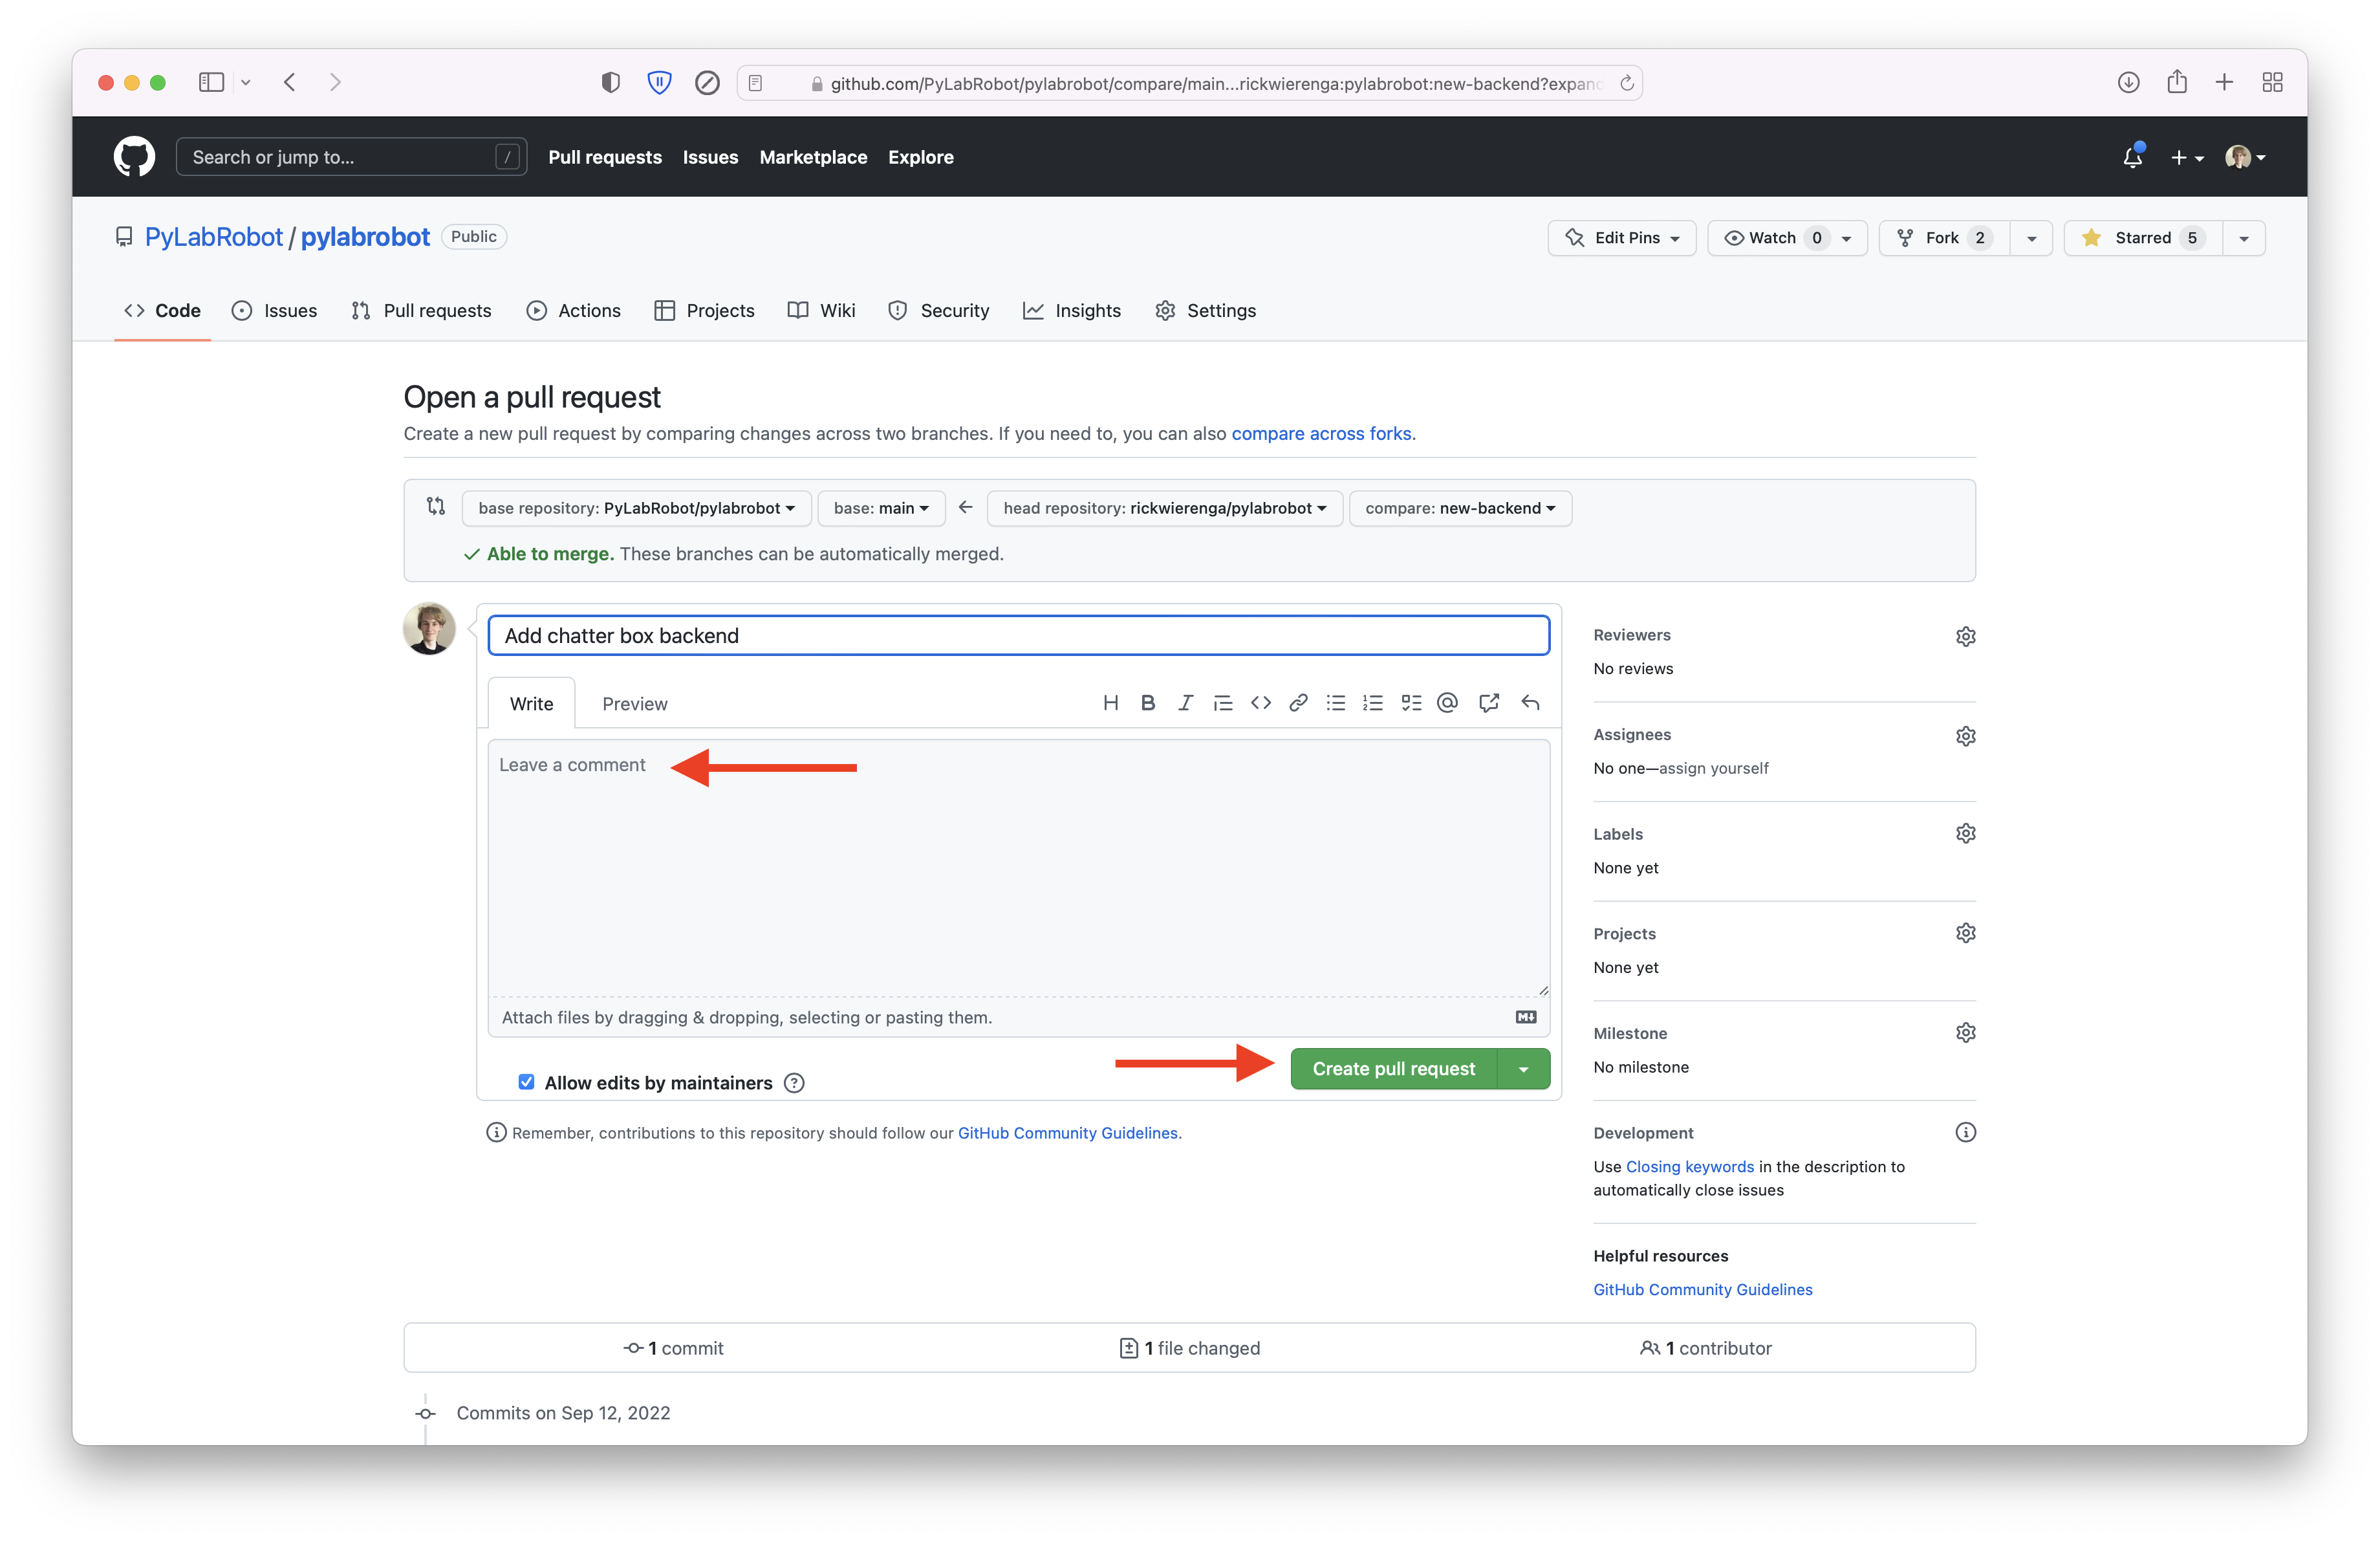 github.com/PyLabRobot/pylabrobot/compare/main...rickwierenga:pylabrobot:new-backend?expand
Search or jump to... /
Pull requests Issues Marketplace Explore
PyLabRobot / pylabrobot Public
Edit Pins Watch 0 Fork 2 Starred 5
Code Issues Pull requests Actions Projects Wiki Security Insights Settings
Open a pull request
Create a new pull request by comparing changes across two branches. If you need to, you can also compare across forks.
base repository: PyLabRobot/pylabrobot base: main head repository: rickwierenga/pylabrobot compare: new-backend
Able to merge. These branches can be automatically merged.
Add chatter box backend
Write Preview
Leave a comment
Attach files by dragging & dropping, selecting or pasting them.
Allow edits by maintainers
Create pull request
Remember, contributions to this repository should follow our GitHub Community Guidelines.
Reviewers
No reviews
Assignees
No one—assign yourself
Labels
None yet
Projects
None yet
Milestone
No milestone
Development
Use Closing keywords in the description to
automatically close issues
Helpful resources
GitHub Community Guidelines
1 commit 1 file changed 1 contributor
Commits on Sep 12, 2022